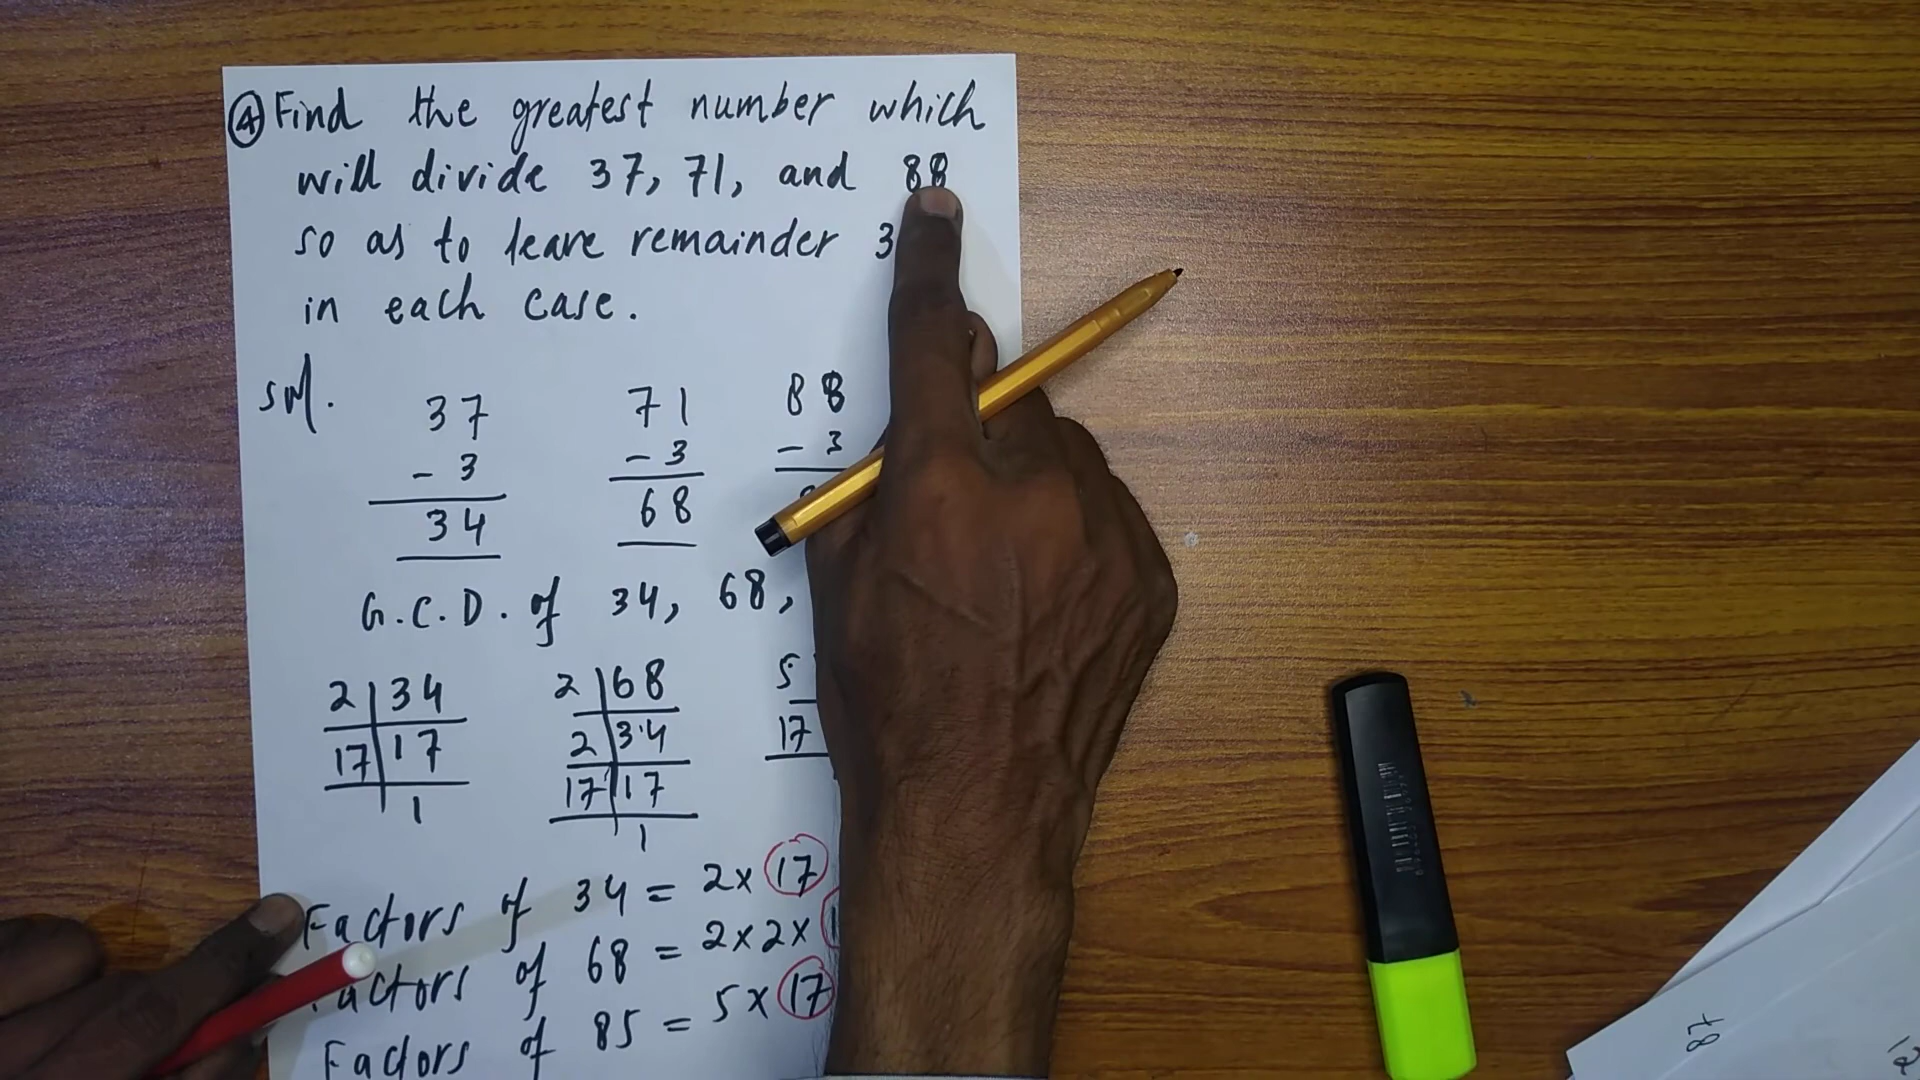 ④ Find the greatest number which
will divide 37, 71, and 88
so as to leave remainder 3
in each case.
Sol.
37 71 88
- 3 - 3 - 3
34 68
G.C.D. of 34, 68,
2 | 34 2 | 68 5
17 | 17 2 | 34 17
1 17 | 17
1
Factors of 34 = 2 x 17
Factors of 68 = 2 x 2 x
Factors of 85 = 5 x 17